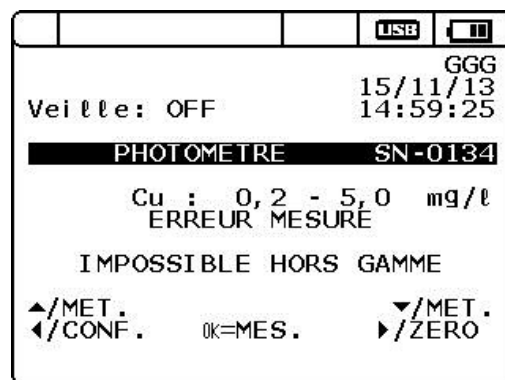 USB
GGG
15/11/13
Veille: OFF 14:59:25
PHOTOMETRE SN-0134
Cu : 0,2 - 5,0 mg/l
ERREUR MESURE
IMPOSSIBLE HORS GAMME
▲/MET. ▼/MET.
◀/CONF. OK=MES. ▶/ZERO